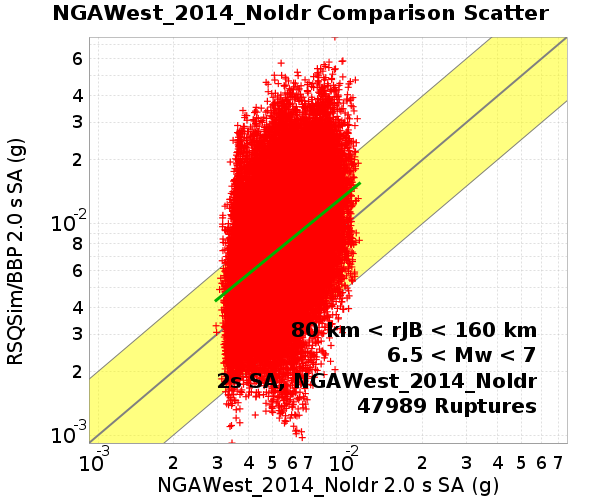 NGAWest_2014_NoIdr Comparison Scatter
6
4
3
2
10-2
8
6
4
3
2
10-3
RSQSim/BBP 2.0 s SA (g)
80 km < rJB < 160 km
6.5 < Mw < 7
2s SA, NGAWest_2014_NoIdr
47989 Ruptures
10-3 2 3 4 5 6 7 10-2 2 3 4 5 6 7
NGAWest_2014_NoIdr 2.0 s SA (g)